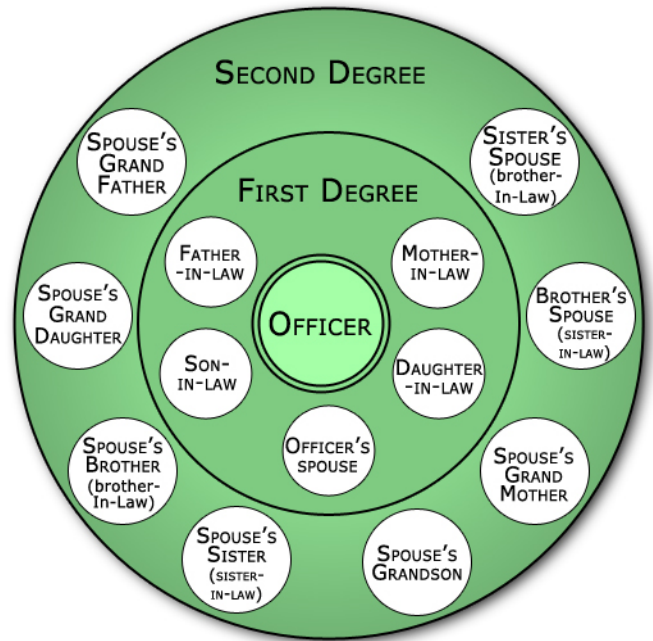 SECOND DEGREE
SPOUSE'S
GRAND
FATHER
SISTER'S
SPOUSE
(brother-
In-Law)
FIRST DEGREE
FATHER
-IN-LAW
MOTHER-
IN-LAW
SPOUSE'S
GRAND
DAUGHTER
OFFICER
BROTHER'S
SPOUSE
(SISTER-
IN-LAW)
SON-
IN-LAW
DAUGHTER
-IN-LAW
SPOUSE'S
BROTHER
(brother-
In-Law)
OFFICER'S
SPOUSE
SPOUSE'S
GRAND
MOTHER
SPOUSE'S
SISTER
(SISTER-
IN-LAW)
SPOUSE'S
GRANDSON